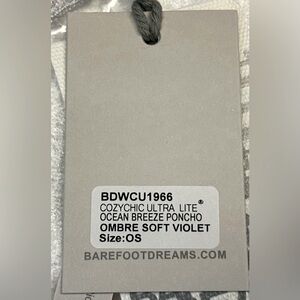 BDWCU1966
COZYCHIC ULTRA LITE®
OCEAN BREEZE PONCHO
OMBRE SOFT VIOLET
Size:OS
BAREFOOTDREAMS.COM